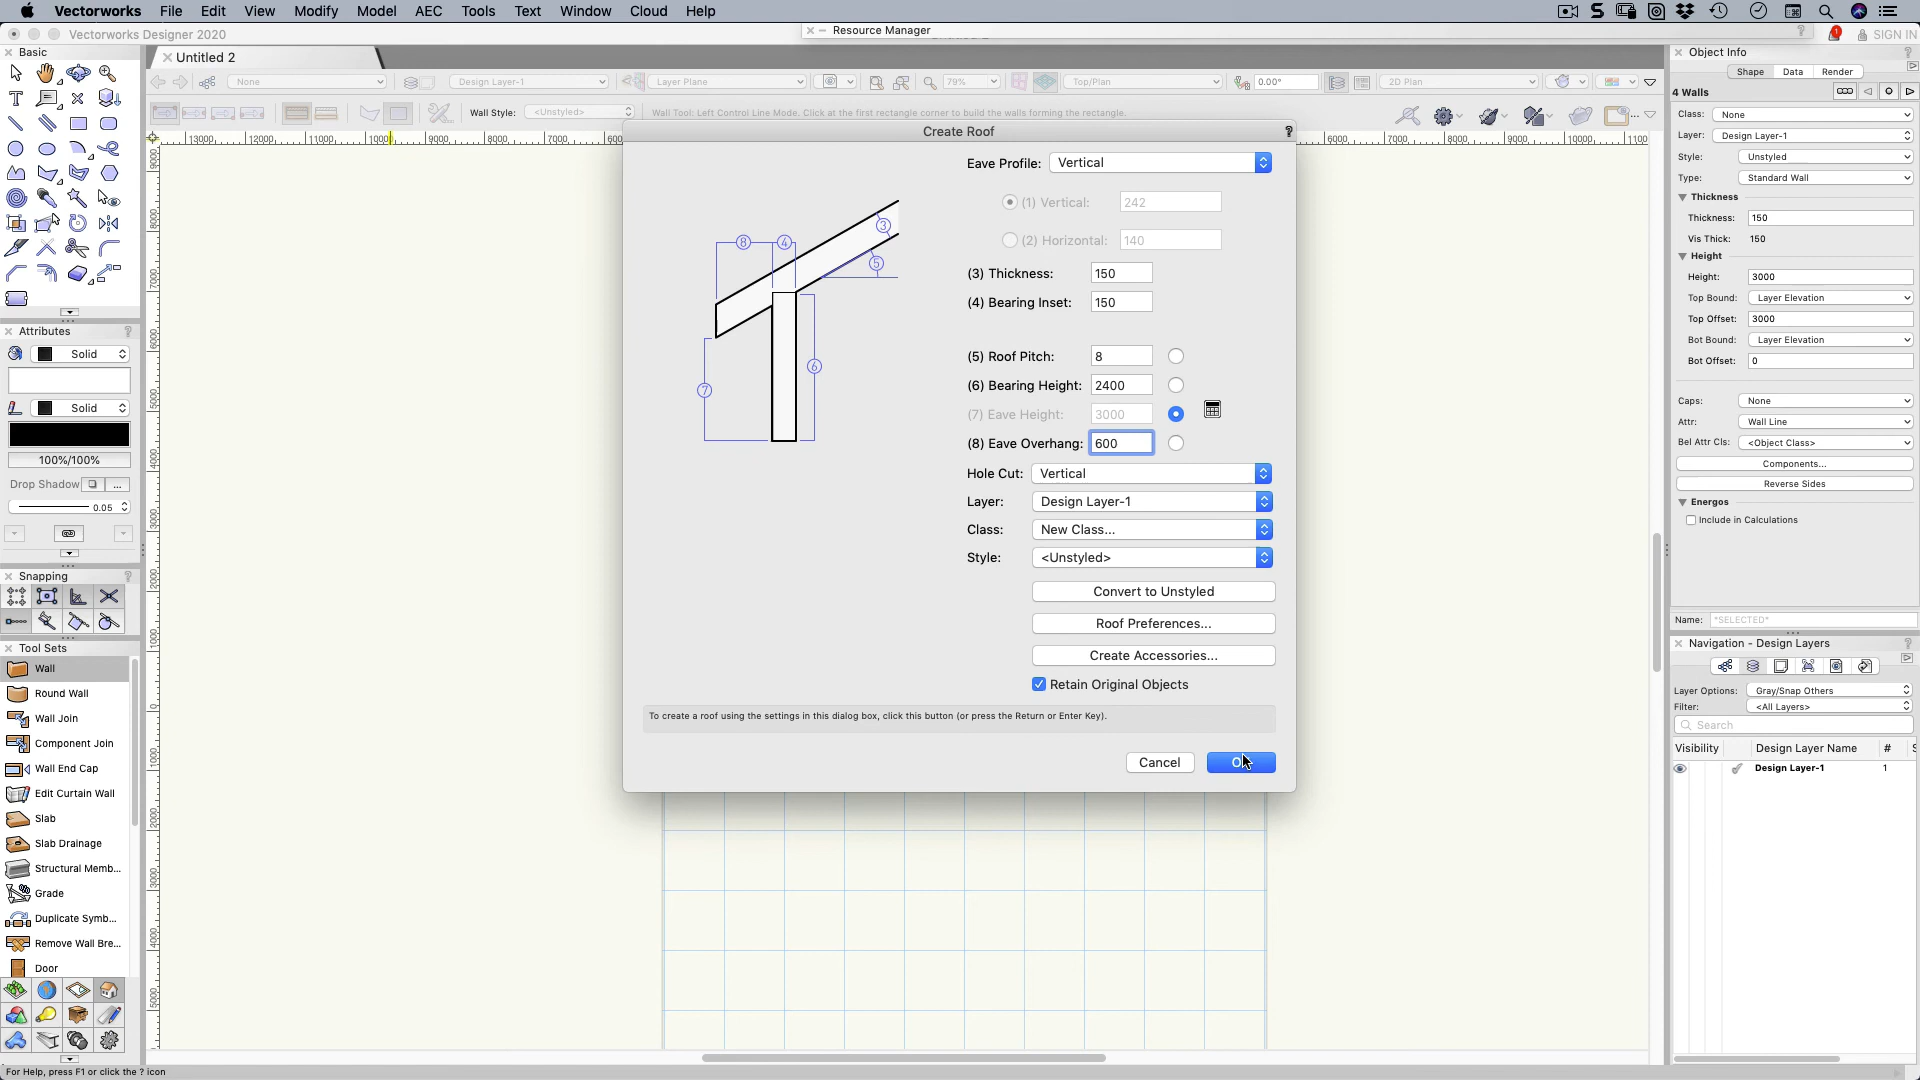 Vectorworks File Edit View Modify Model AEC Tools Text Window Cloud Help
Vectorworks Designer 2020
Resource Manager
SIGN IN
Untitled 2
Basic
None
Design Layer-1
Layer Plane
79%
Top/Plan
0.00°
2D Plan
Wall Style: <Unstyled>
Wall Tool: Left Control Line Mode. Click at the first rectangle corner to build the walls forming the rectangle.
Create Roof
?
Eave Profile: Vertical
(1) Vertical: 242
(2) Horizontal: 140
(3) Thickness: 150
(4) Bearing Inset: 150
(5) Roof Pitch: 8
(6) Bearing Height: 2400
(7) Eave Height: 3000
(8) Eave Overhang: 600
Hole Cut: Vertical
Layer: Design Layer-1
Class: New Class...
Style: <Unstyled>
Convert to Unstyled
Roof Preferences...
Create Accessories...
Retain Original Objects
To create a roof using the settings in this dialog box, click this button (or press the Return or Enter Key).
Cancel
3
8
4
5
6
7
Attributes
Solid
Solid
100%/100%
Drop Shadow
...
0.05
Snapping
Tool Sets
Wall
Round Wall
Wall Join
Component Join
Wall End Cap
Edit Curtain Wall
Slab
Slab Drainage
Structural Memb...
Grade
Duplicate Symb...
Remove Wall Bre...
Door
For Help, press F1 or click the ? icon
Object Info
Shape Data Render
4 Walls
Class: None
Layer: Design Layer-1
Style: Unstyled
Type: Standard Wall
Thickness
Thickness: 150
Vis Thick: 150
Height
Height: 3000
Top Bound: Layer Elevation
Top Offset: 3000
Bot Bound: Layer Elevation
Bot Offset: 0
Caps: None
Attr: Wall Line
Bel Attr Cls: <Object Class>
Components...
Reverse Sides
Energos
Include in Calculations
Name: *SELECTED*
Navigation - Design Layers
Layer Options: Gray/Snap Others
Filter: <All Layers>
Search
Visibility Design Layer Name #
Design Layer-1 1